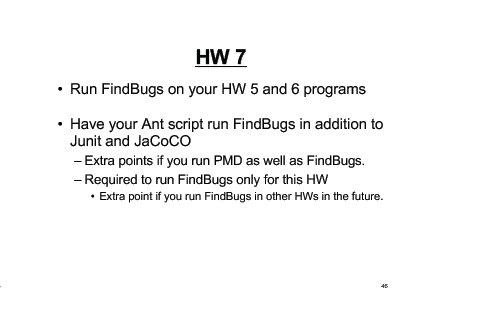 HW 7
• Run FindBugs on your HW 5 and 6 programs
• Have your Ant script run FindBugs in addition to
Junit and JaCoCO
– Extra points if you run PMD as well as FindBugs.
– Required to run FindBugs only for this HW
• Extra point if you run FindBugs in other HWs in the future.
46